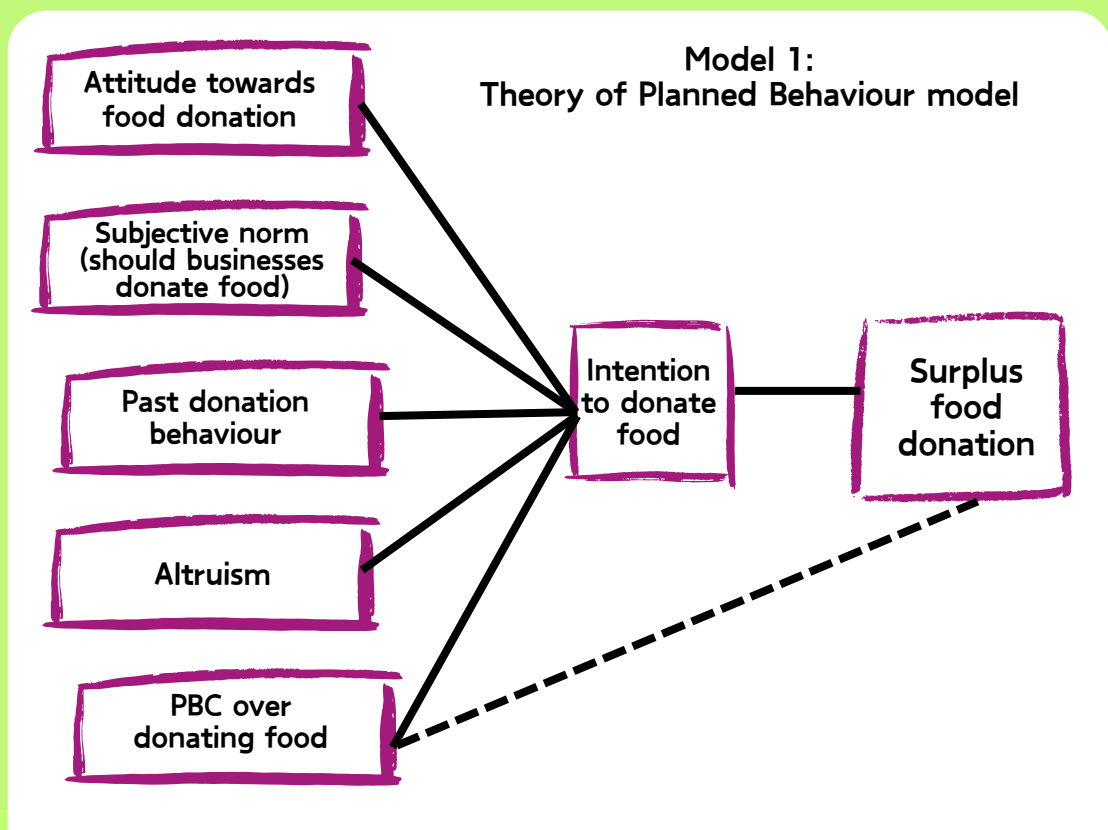 Model 1:
Theory of Planned Behaviour model
Attitude towards
food donation
Subjective norm
(should businesses
donate food)
Past donation
behaviour
Altruism
PBC over
donating food
Intention
to donate
food
Surplus
food
donation